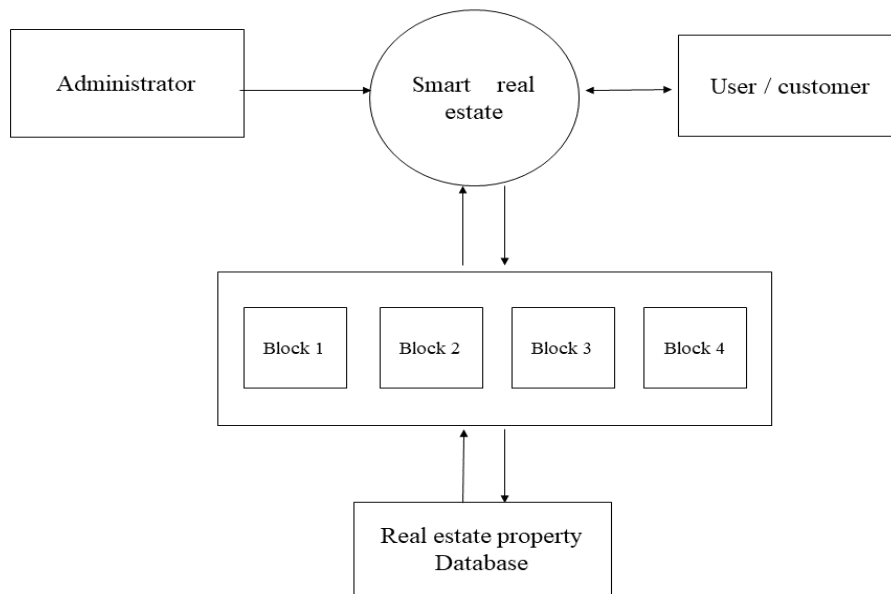 Administrator
Smart real
estate
User / customer
Block 1
Block 2
Block 3
Block 4
Real estate property
Database